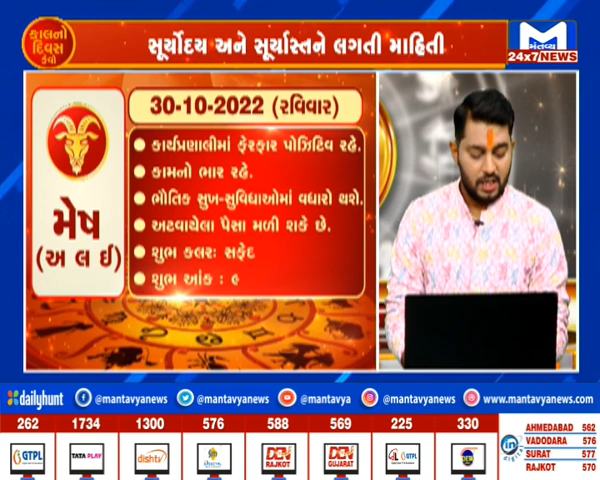 કાલનો
દિવસ
કેવો
સૂર્યોદય અને સૂર્યાસ્તને લગતી માહિતી
મંતવ્ય
24x7 NEWS
30-10-2022 (રવિવાર)
મેષ
(અ લ ઈ)
કાર્યપ્રણાલીમાં ફેરફાર પોઝિટિવ રહે.
કામનો ભાર રહે.
ભૌતિક સુખ-સુવિધાઓમાં વધારો થશે.
અટવાયેલા પૈસા મળી શકે છે.
શુભ કલરઃ સફેદ
શુભ આંક : ૯
dailyhunt @mantavyanews @mantavyanews @mantavya @mantavyanews @mantavyanews www.mantavyanews.com
262 1734 1300 576 588 569 225 330
GTPL TATA PLAY dishtv DEN RAJKOT DEN GUJARAT GTPL
in digital
AHMEDABAD 562
VADODARA 576
SURAT 577
RAJKOT 570